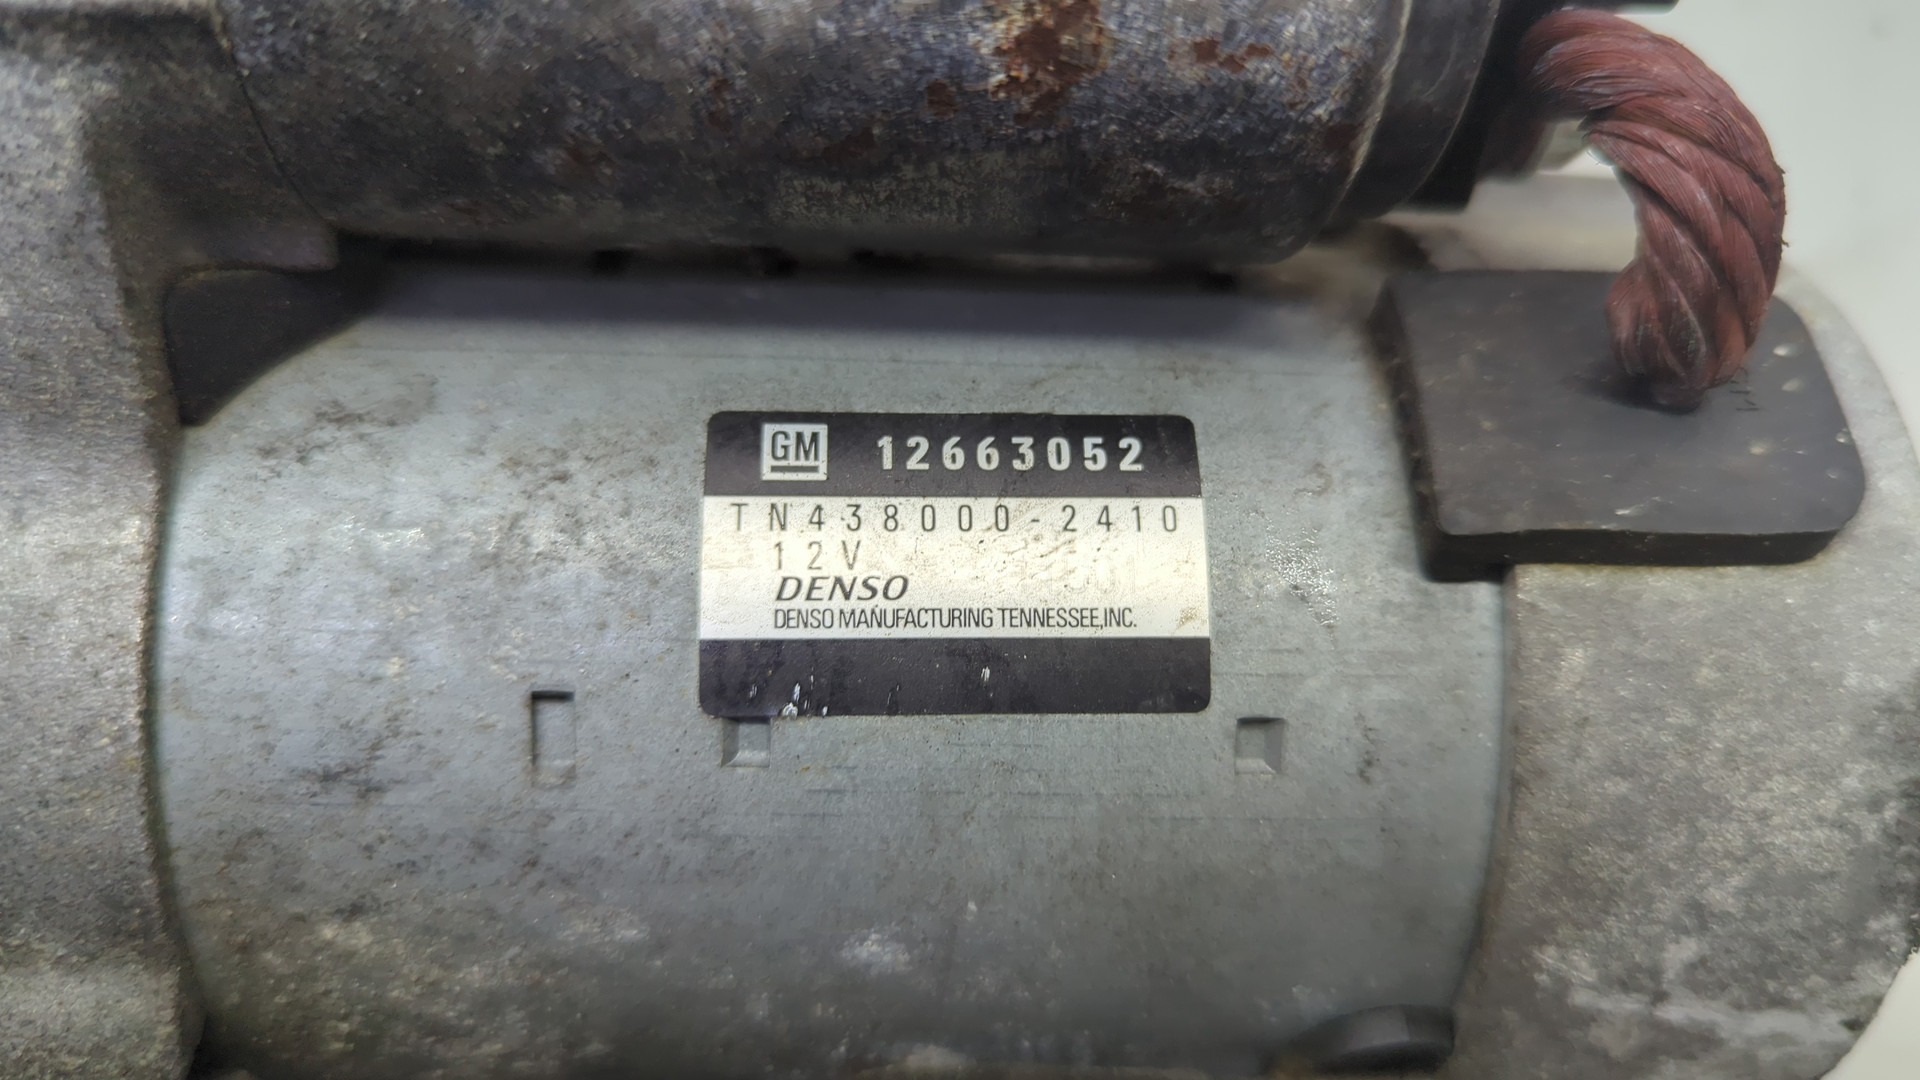 GM 12663052
TN438000-2410
12V
DENSO
DENSO MANUFACTURING TENNESSEE,INC.